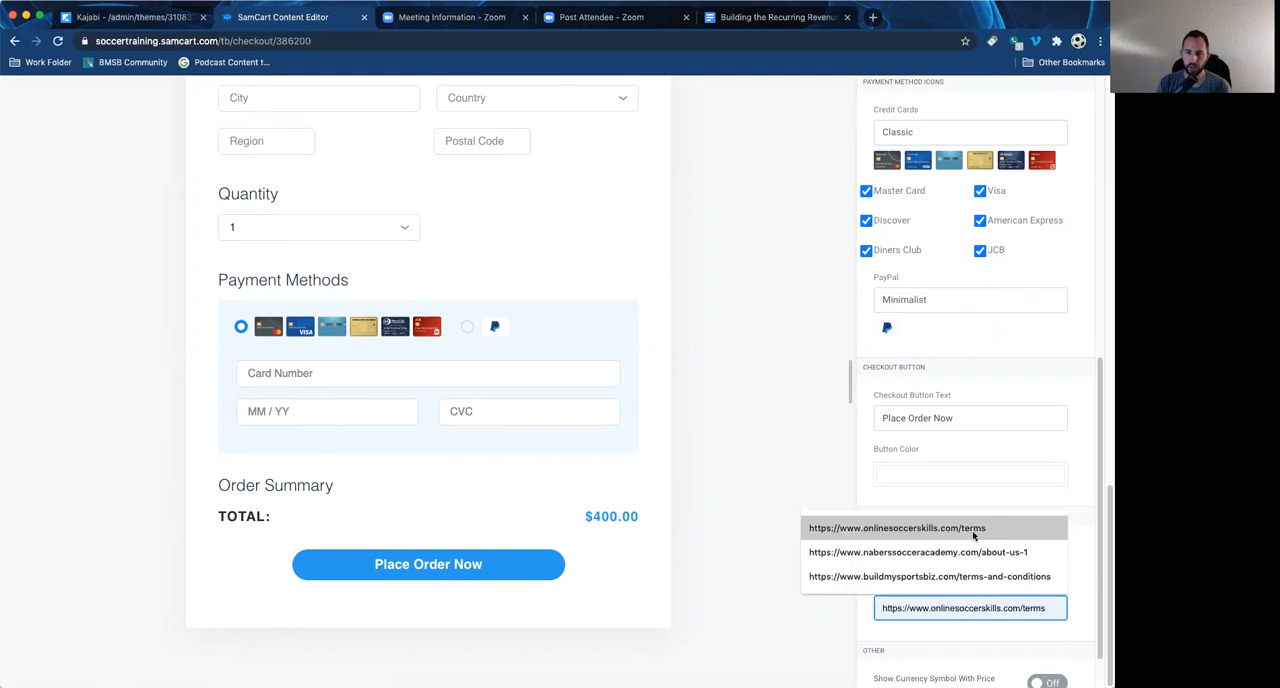 Kajabi - /admin/themes/31083
SamCart Content Editor
Meeting Information - Zoom
Post Attendee - Zoom
Building the Recurring Revenu
soccertraining.samcart.com/tb/checkout/386200
Work Folder
BMSB Community
Podcast Content t...
Other Bookmarks
City
Country
Region
Postal Code
Quantity
1
Payment Methods
VISA
Card Number
MM / YY
CVC
Order Summary
TOTAL:
$400.00
Place Order Now
PAYMENT METHOD ICONS
Credit Cards
Classic
Master Card
Visa
Discover
American Express
Diners Club
JCB
PayPal
Minimalist
CHECKOUT BUTTON
Checkout Button Text
Place Order Now
Button Color
https://www.onlinesoccerskills.com/terms
https://www.naberssocceracademy.com/about-us-1
https://www.buildmysportsbiz.com/terms-and-conditions
https://www.onlinesoccerskills.com/terms
OTHER
Show Currency Symbol With Price
Off